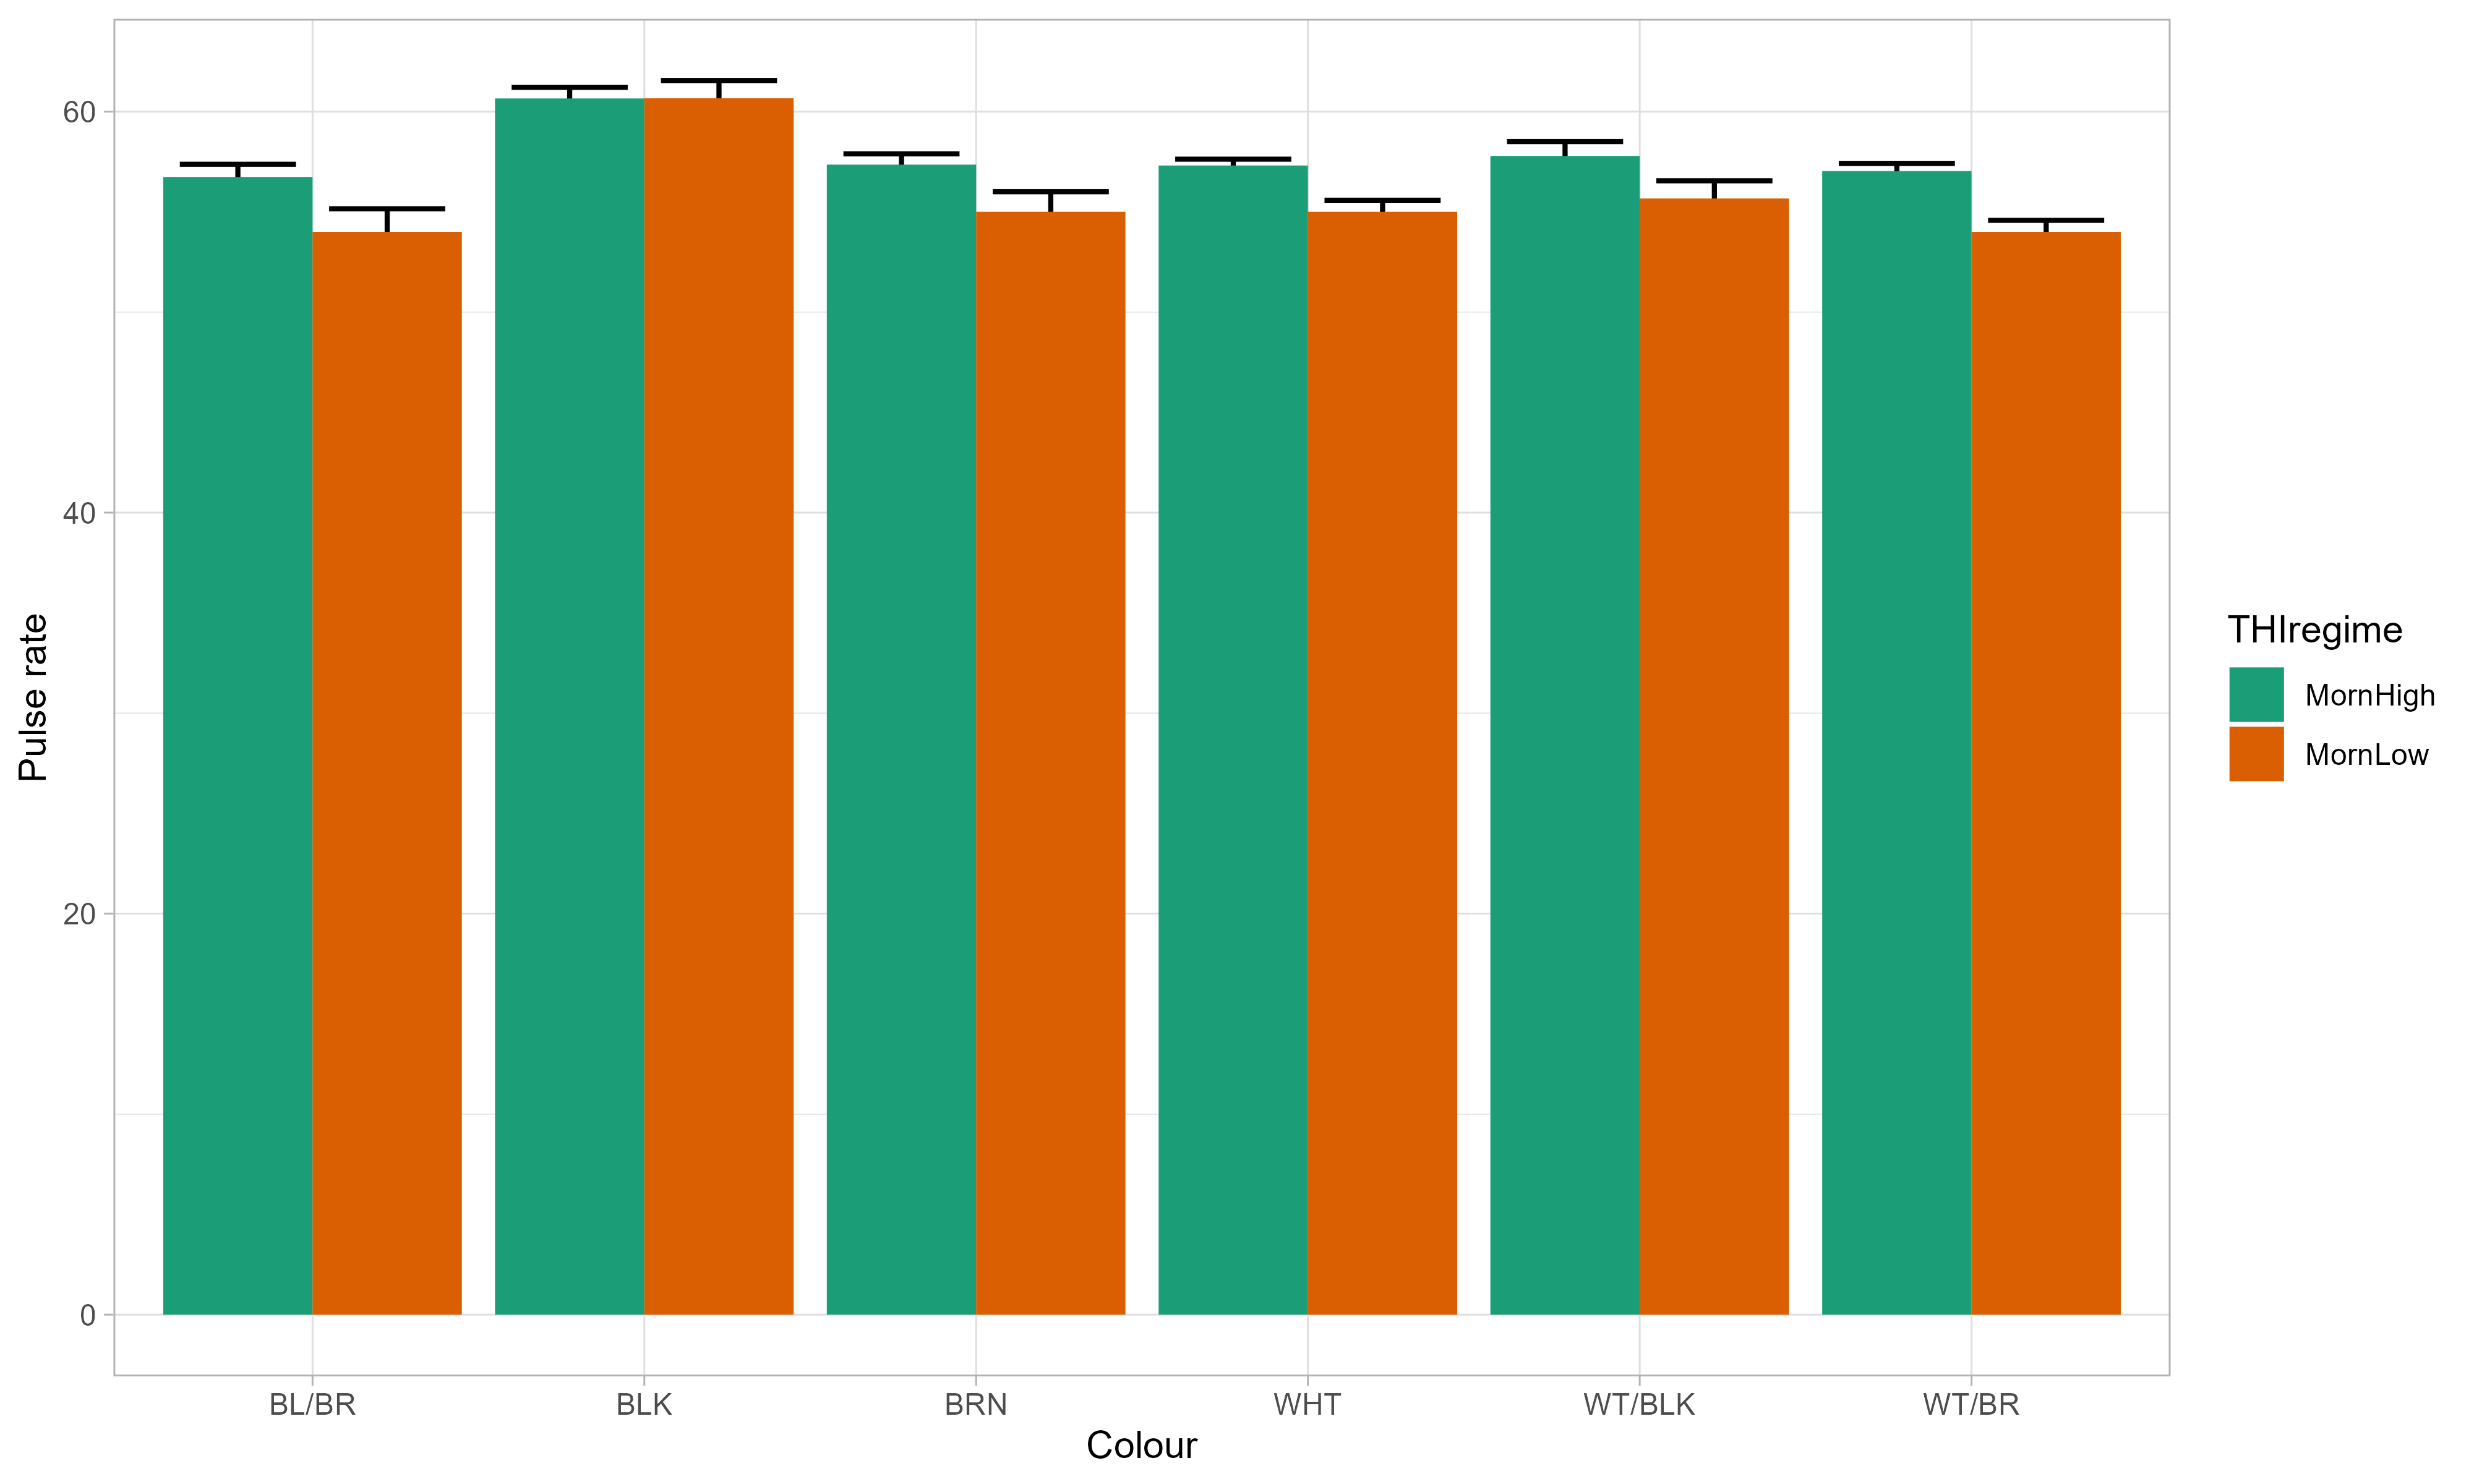 60
40
20
0
Pulse rate
BL/BR
BLK
BRN
WHT
WT/BLK
WT/BR
Colour
THIregime
MornHigh
MornLow